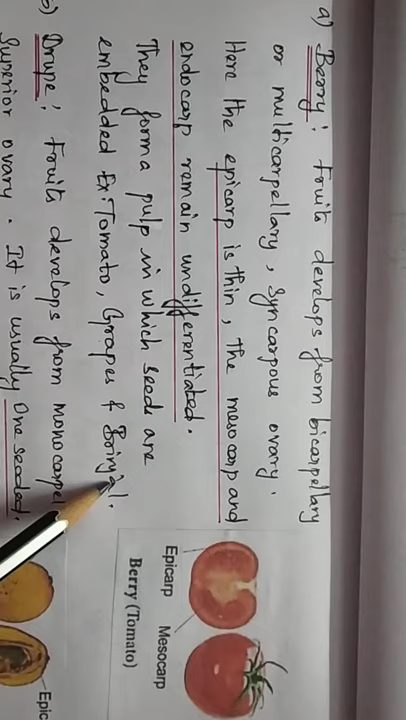 a) Berry: Fruits develops from bicarpellary
or multicarpellary, syncarpous ovary.
Here the epicarp is thin, the mesocarp and
endocarp remain undifferentiated.
They forma pulp in which seeds are
embedded Ex: Tomato, Grapes & Brinjal.
b) Drupe: Fruits develops from monocarpel
Superior ovary. It is usually One seeded.
Epicarp Mesocarp
Berry (Tomato)
Epic